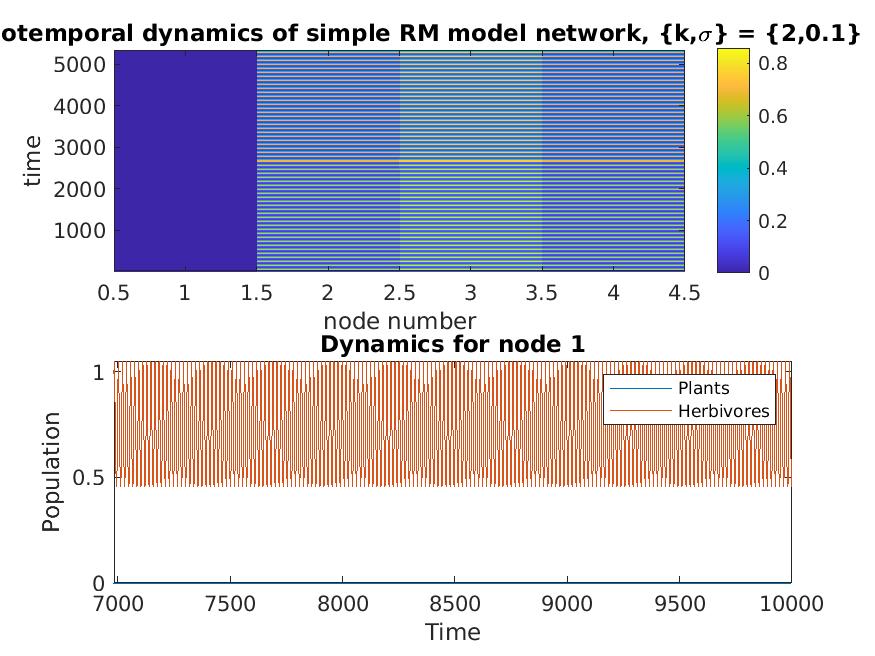 otemporal dynamics of simple RM model network, {k,σ} = {2,0.1}
5000
4000
3000
2000
1000
time
0.5 1 1.5 2 2.5 3 3.5 4 4.5
node number
0.8
0.6
0.4
0.2
0
Dynamics for node 1
1
0.5
0
Population
Plants
Herbivores
7000 7500 8000 8500 9000 9500 10000
Time